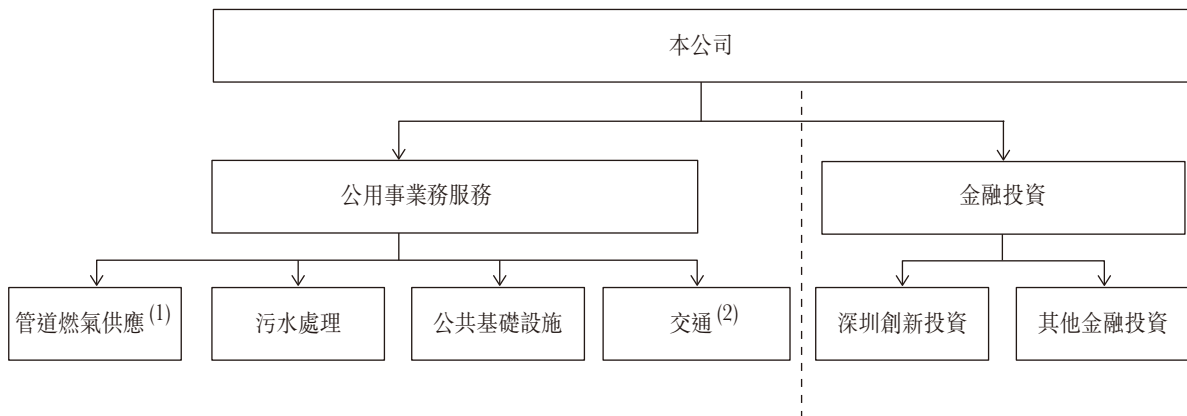 本公司
公用事業務服務
金融投資
管道燃氣供應(1)
污水處理
公共基礎設施
交通(2)
深圳創新投資
其他金融投資